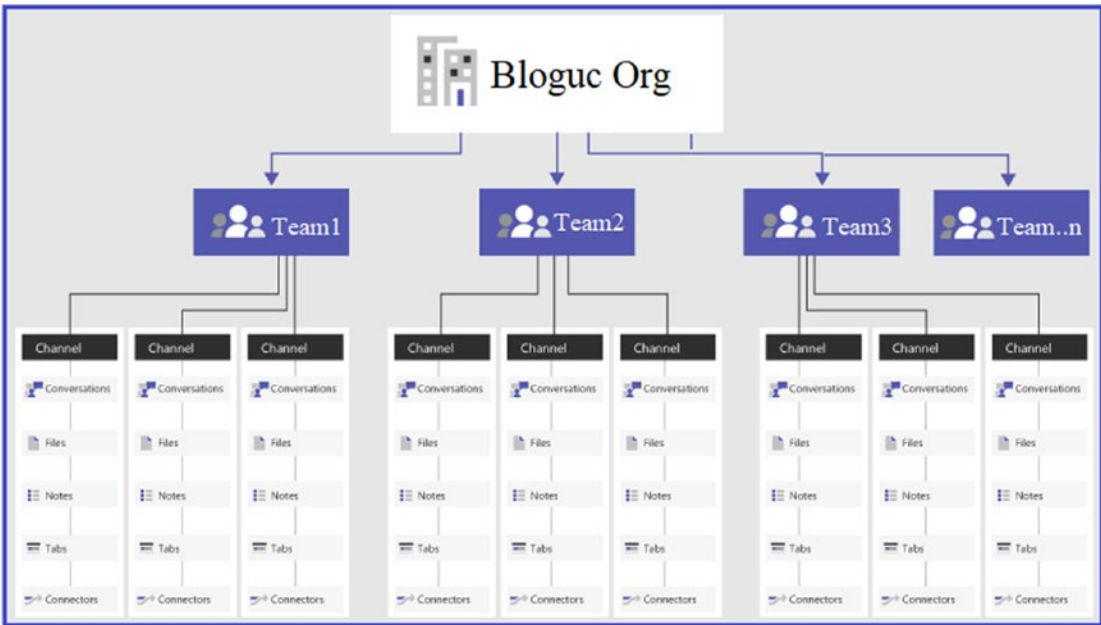 Bloguc Org
Team1
Team2
Team3
Team..n
Channel Channel Channel Channel Channel Channel Channel Channel Channel
Conversations Conversations Conversations Conversations Conversations Conversations Conversations Conversations Conversations
Files Files Files Files Files Files Files Files Files
Notes Notes Notes Notes Notes Notes Notes Notes Notes
Tabs Tabs Tabs Tabs Tabs Tabs Tabs Tabs Tabs
Connectors Connectors Connectors Connectors Connectors Connectors Connectors Connectors Connectors